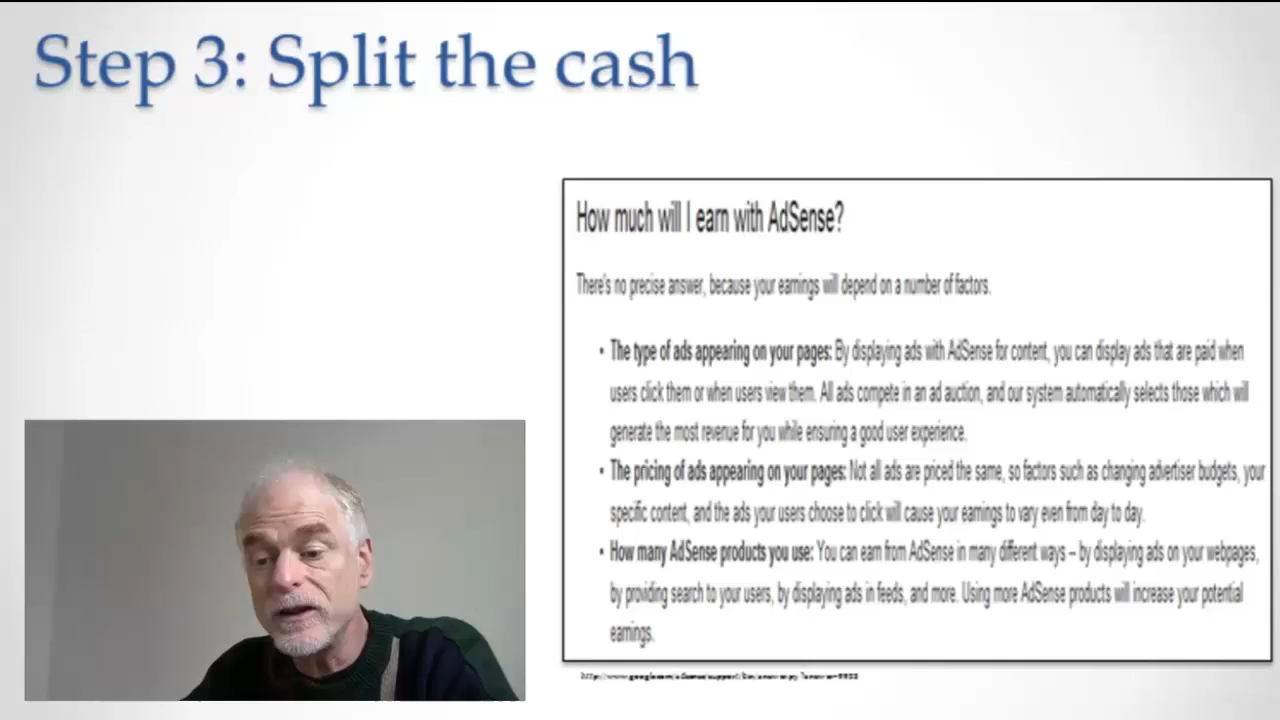 Step 3: Split the cash
How much will I earn with AdSense?
There's no precise answer, because your earnings will depend on a number of factors.
• The type of ads appearing on your pages: By displaying ads with AdSense for content, you can display ads that are paid when
users click them or when users view them. All ads compete in an ad auction, and our system automatically selects those which will
generate the most revenue for you while ensuring a good user experience.
• The pricing of ads appearing on your pages: Not all ads are priced the same, so factors such as changing advertiser budgets, your
specific content, and the ads your users choose to click will cause your earnings to vary even from day to day.
• How many AdSense products you use: You can earn from AdSense in many different ways – by displaying ads on your webpages,
by providing search to your users, by displaying ads in feeds, and more. Using more AdSense products will increase your potential
earnings.